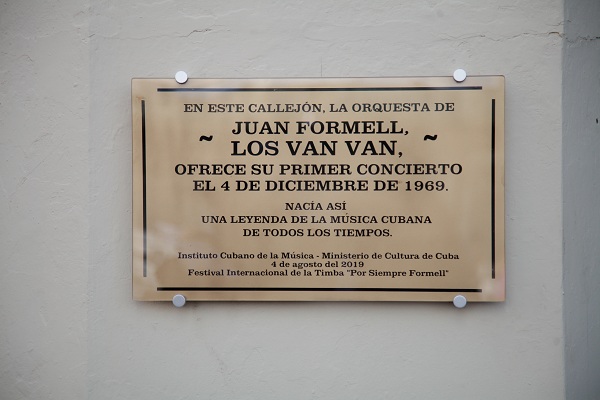 EN ESTE CALLEJÓN, LA ORQUESTA DE
~ JUAN FORMELL, ~
LOS VAN VAN,
OFRECE SU PRIMER CONCIERTO
EL 4 DE DICIEMBRE DE 1969.
NACÍA ASÍ
UNA LEYENDA DE LA MÚSICA CUBANA
DE TODOS LOS TIEMPOS.
Instituto Cubano de la Música - Ministerio de Cultura de Cuba
4 de agosto del 2019
Festival Internacional de la Timba "Por Siempre Formell"